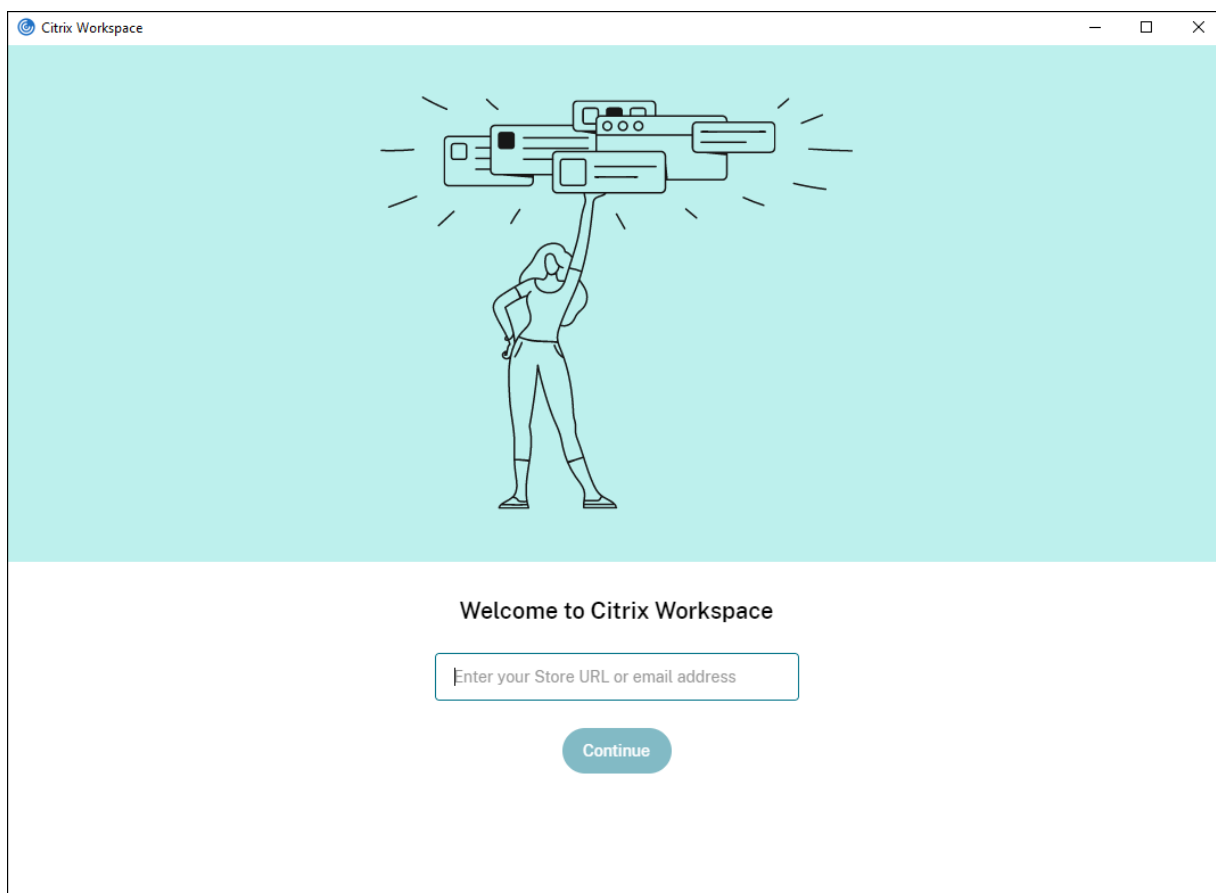 Citrix Workspace
Welcome to Citrix Workspace
Enter your Store URL or email address
Continue